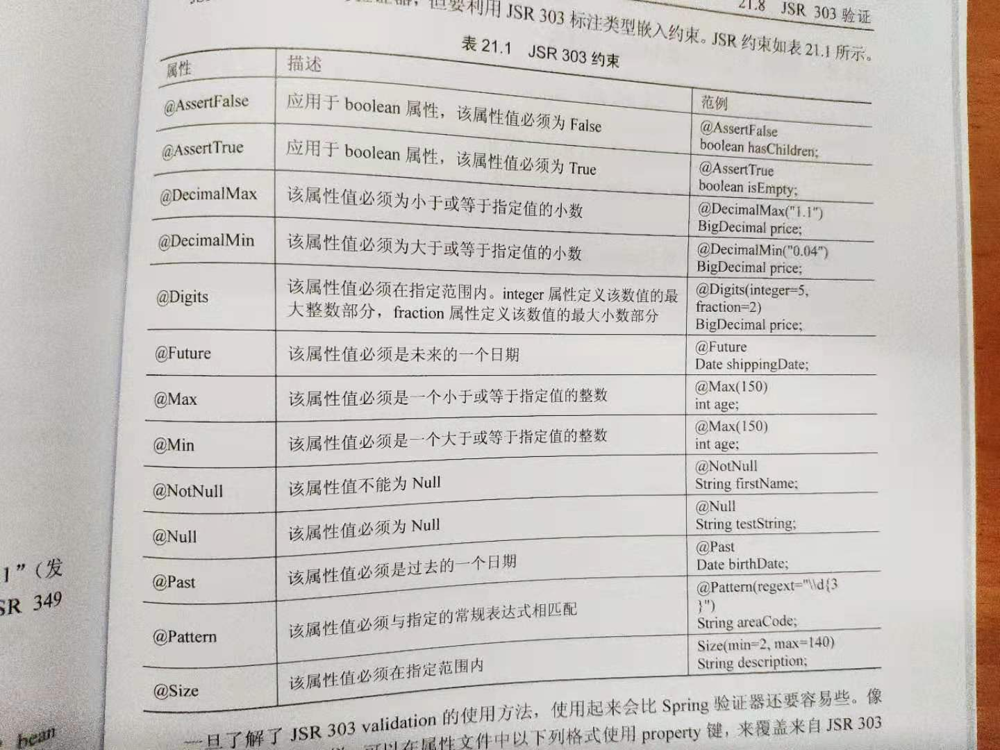 21.8 JSR 303 验证
验证器，但要利用 JSR 303 标注类型嵌入约束。JSR 约束如表 21.1 所示。
表 21.1 JSR 303 约束
属性 描述 范例
@AssertFalse 应用于 boolean 属性，该属性值必须为 False @AssertFalse
boolean hasChildren;
@AssertTrue 应用于 boolean 属性，该属性值必须为 True @AssertTrue
boolean isEmpty;
@DecimalMax 该属性值必须为小于或等于指定值的小数 @DecimalMax("1.1")
BigDecimal price;
@DecimalMin 该属性值必须为大于或等于指定值的小数 @DecimalMin("0.04")
BigDecimal price;
@Digits 该属性值必须在指定范围内。integer 属性定义该数值的最 @Digits(integer=5,
大整数部分，fraction 属性定义该数值的最大小数部分 fraction=2)
BigDecimal price;
@Future 该属性值必须是未来的一个日期 @Future
Date shippingDate;
@Max 该属性值必须是一个小于或等于指定值的整数 @Max(150)
int age;
@Min 该属性值必须是一个大于或等于指定值的整数 @Max(150)
int age;
@NotNull 该属性值不能为 Null @NotNull
String firstName;
@Null 该属性值必须为 Null @Null
String testString;
@Past 该属性值必须是过去的一个日期 @Past
Date birthDate;
@Pattern 该属性值必须与指定的常规表达式相匹配 @Pattern(regext="\\d{3
}")
String areaCode;
@Size 该属性值必须在指定范围内 Size(min=2, max=140)
String description;
一旦了解了 JSR 303 validation 的使用方法，使用起来会比 Spring 验证器还要容易些。像
可以在属性文件中以下列格式使用 property 键，来覆盖来自 JSR 303
1”（发
SR 349
bean